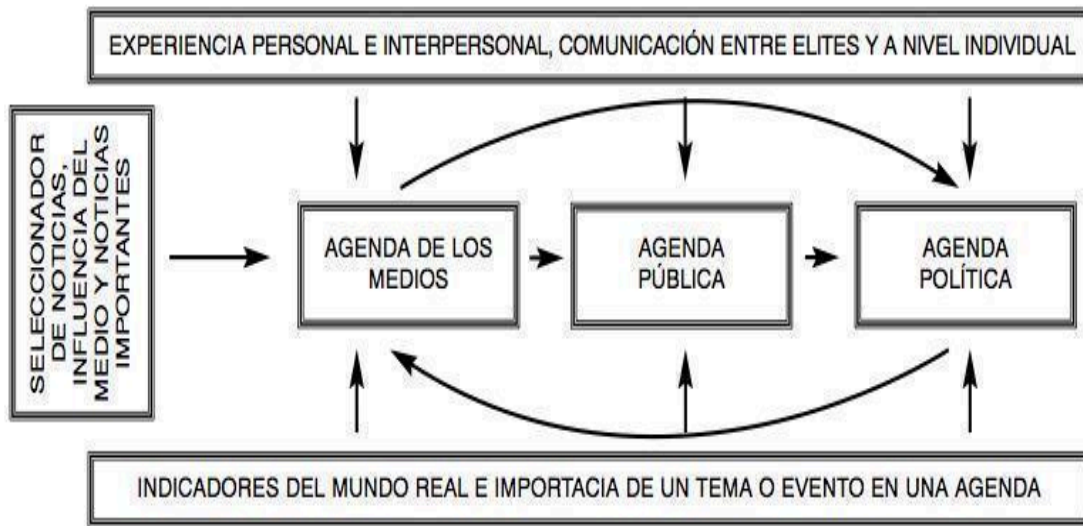 EXPERIENCIA PERSONAL E INTERPERSONAL, COMUNICACIÓN ENTRE ELITES Y A NIVEL INDIVIDUAL
SELECCIONADOR
DE NOTICIAS,
INFLUENCIA DEL
MEDIO Y NOTICIAS
IMPORTANTES
AGENDA DE LOS
MEDIOS
AGENDA
PÚBLICA
AGENDA
POLÍTICA
INDICADORES DEL MUNDO REAL E IMPORTACIA DE UN TEMA O EVENTO EN UNA AGENDA